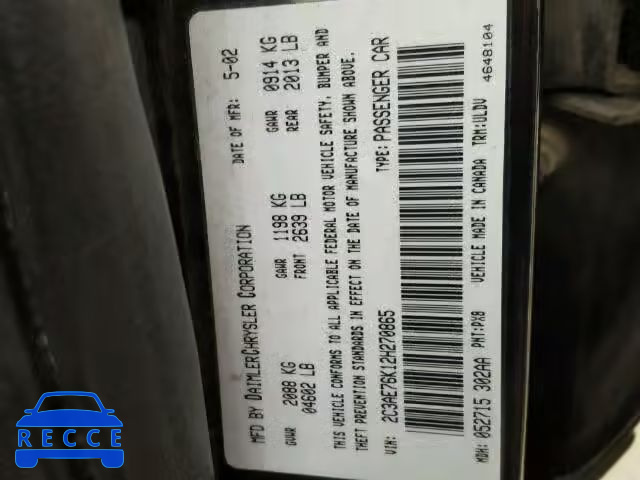 MFD BY DAIMLERCHRYSLER CORPORATION DATE OF MFR: 5-02
GVWR 2088 KG GAWR 1198 KG GAWR 0914 KG
04602 LB FRONT 2639 LB REAR 2013 LB
THIS VEHICLE CONFORMS TO ALL APPLICABLE FEDERAL MOTOR VEHICLE SAFETY, BUMPER AND
THEFT PREVENTION STANDARDS IN EFFECT ON THE DATE OF MANUFACTURE SHOWN ABOVE.
VIN: 2C3AE76K12H270865 TYPE: PASSENGER CAR
MDH: 052715 302AA PNT:PX8 VEHICLE MADE IN CANADA TRM:ULDV
4648104
RECCE